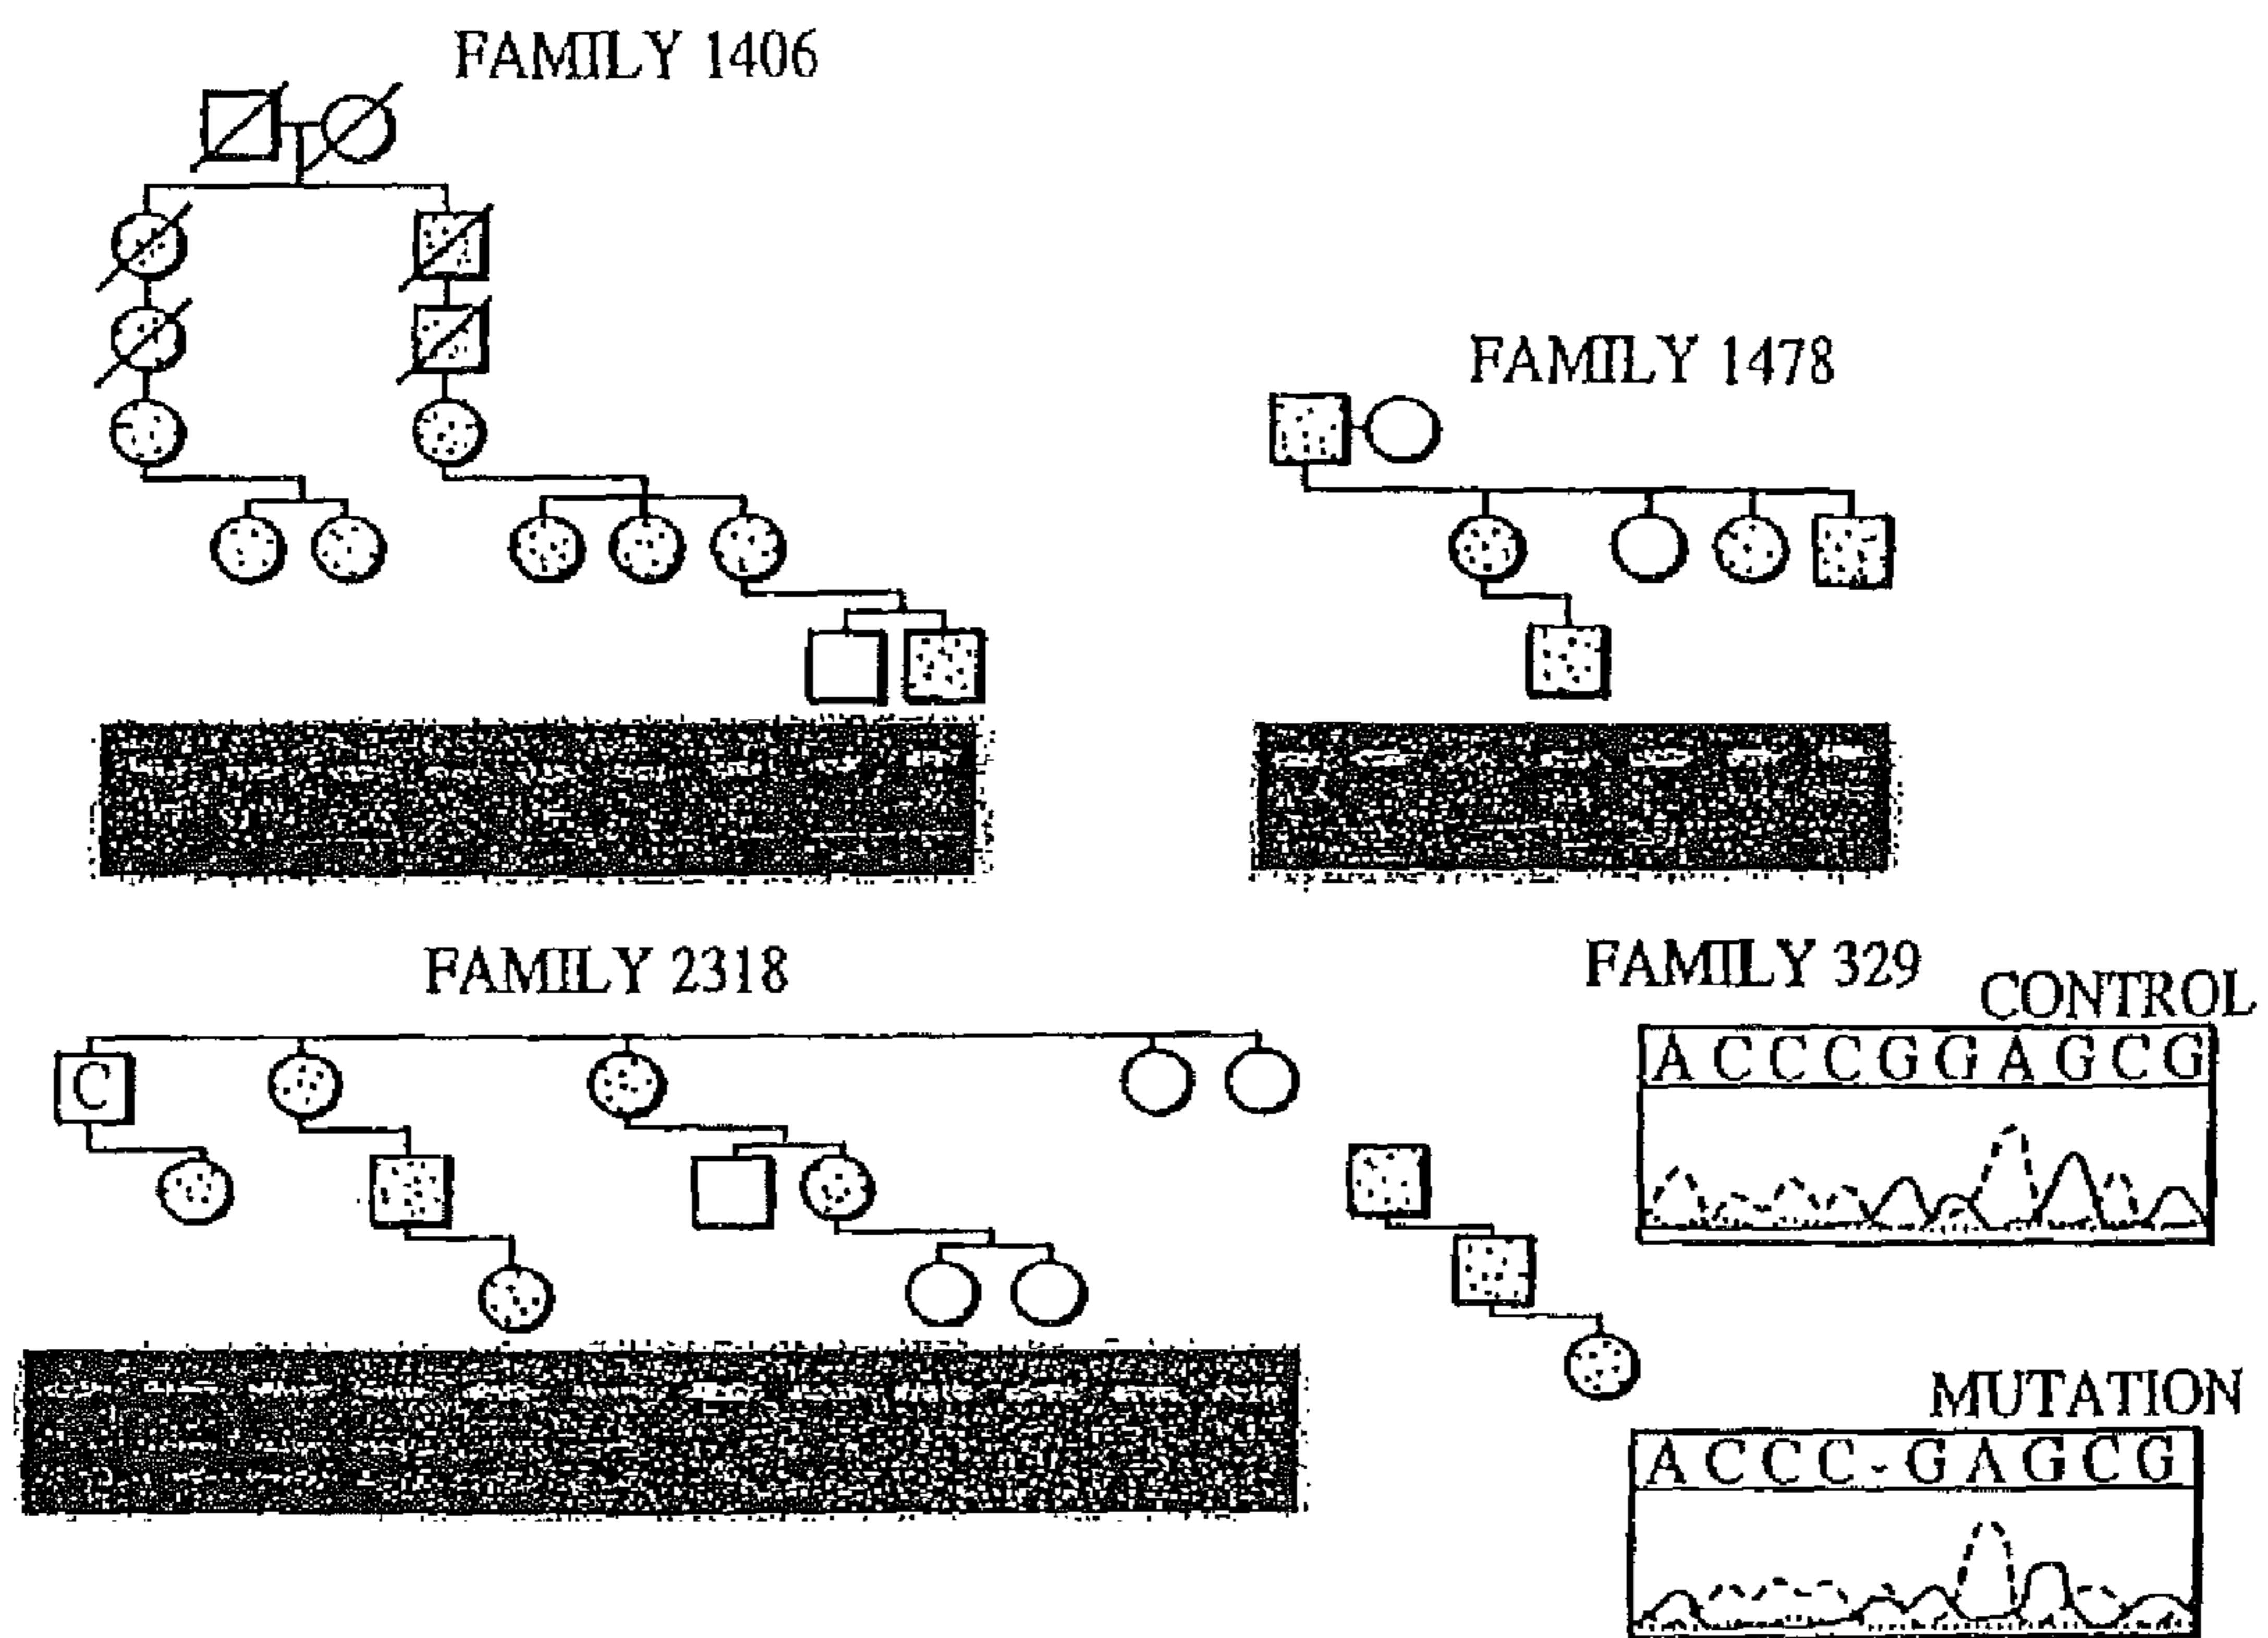 FAMILY 1406
FAMILY 1478
FAMILY 2318
C
FAMILY 329
CONTROL
A C C C G G A G C G
MUTATION
A C C C - G A G C G